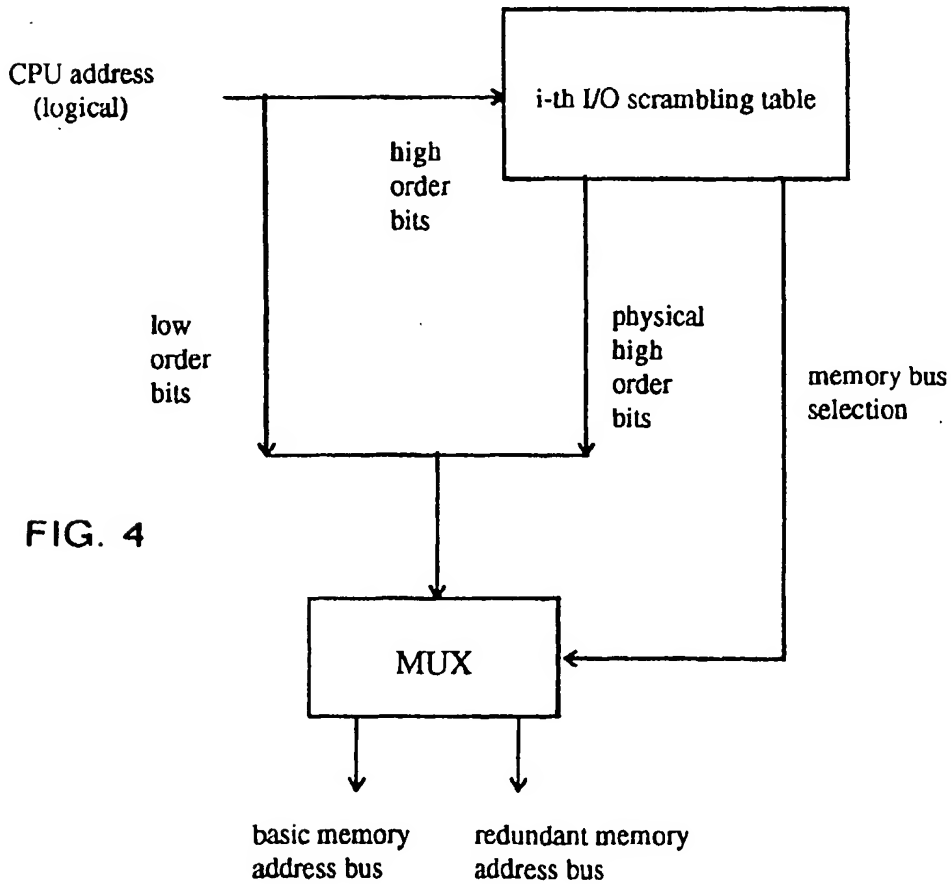 CPU address
(logical)
i-th I/O scrambling table
high
order
bits
low
order
bits
physical
high
order
bits
memory bus
selection
FIG. 4
MUX
basic memory
address bus
redundant memory
address bus